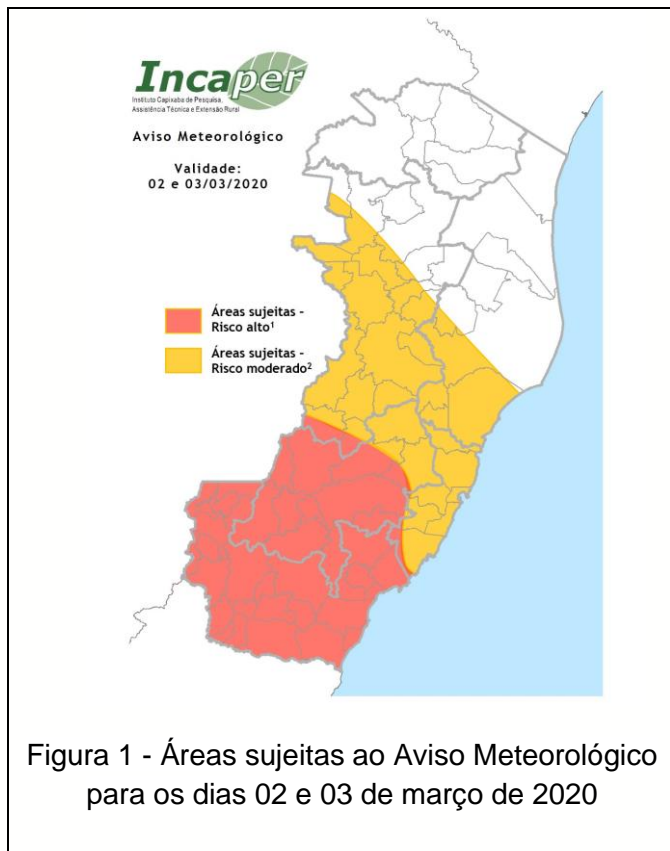 Incaper
Instituto Capixaba de Pesquisa,
Assistência Técnica e Extensão Rural
Aviso Meteorológico
Validade:
02 e 03/03/2020
Áreas sujeitas -
Risco alto¹
Áreas sujeitas -
Risco moderado²
Figura 1 - Áreas sujeitas ao Aviso Meteorológico
para os dias 02 e 03 de março de 2020